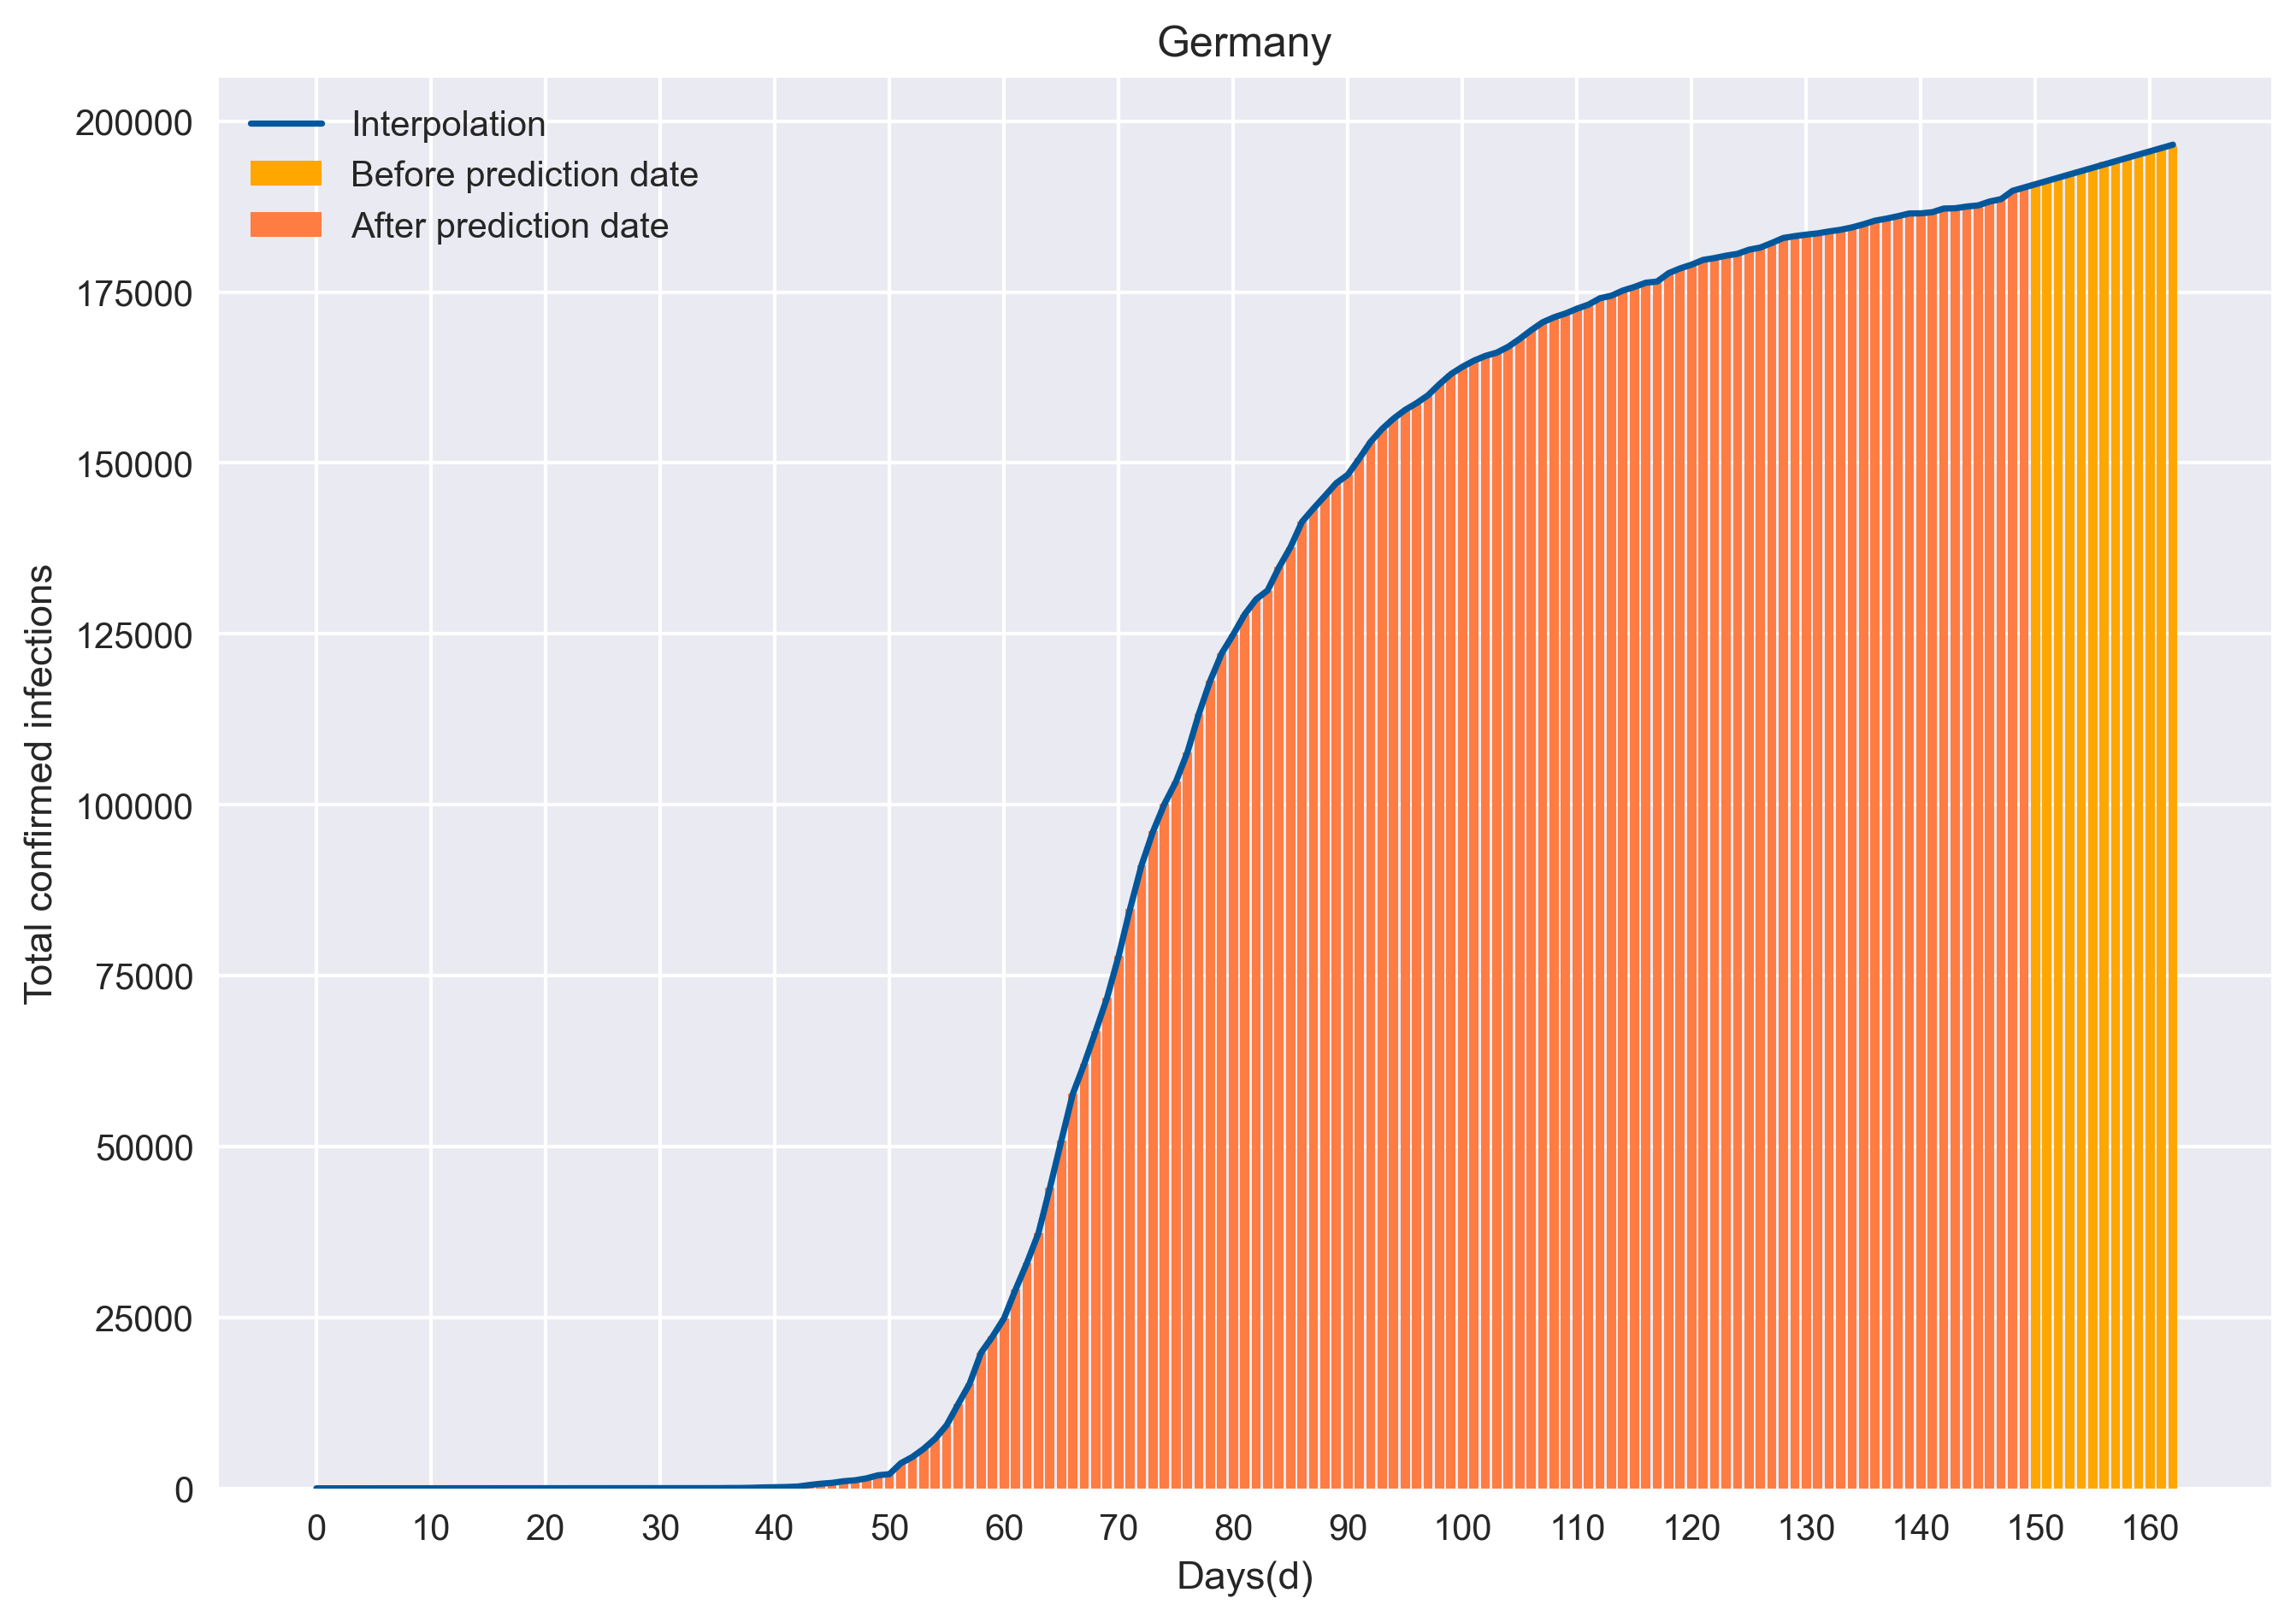 Germany
Interpolation
Before prediction date
After prediction date
Total confirmed infections
200000
175000
150000
125000
100000
75000
50000
25000
0
0 10 20 30 40 50 60 70 80 90 100 110 120 130 140 150 160
Days(d)